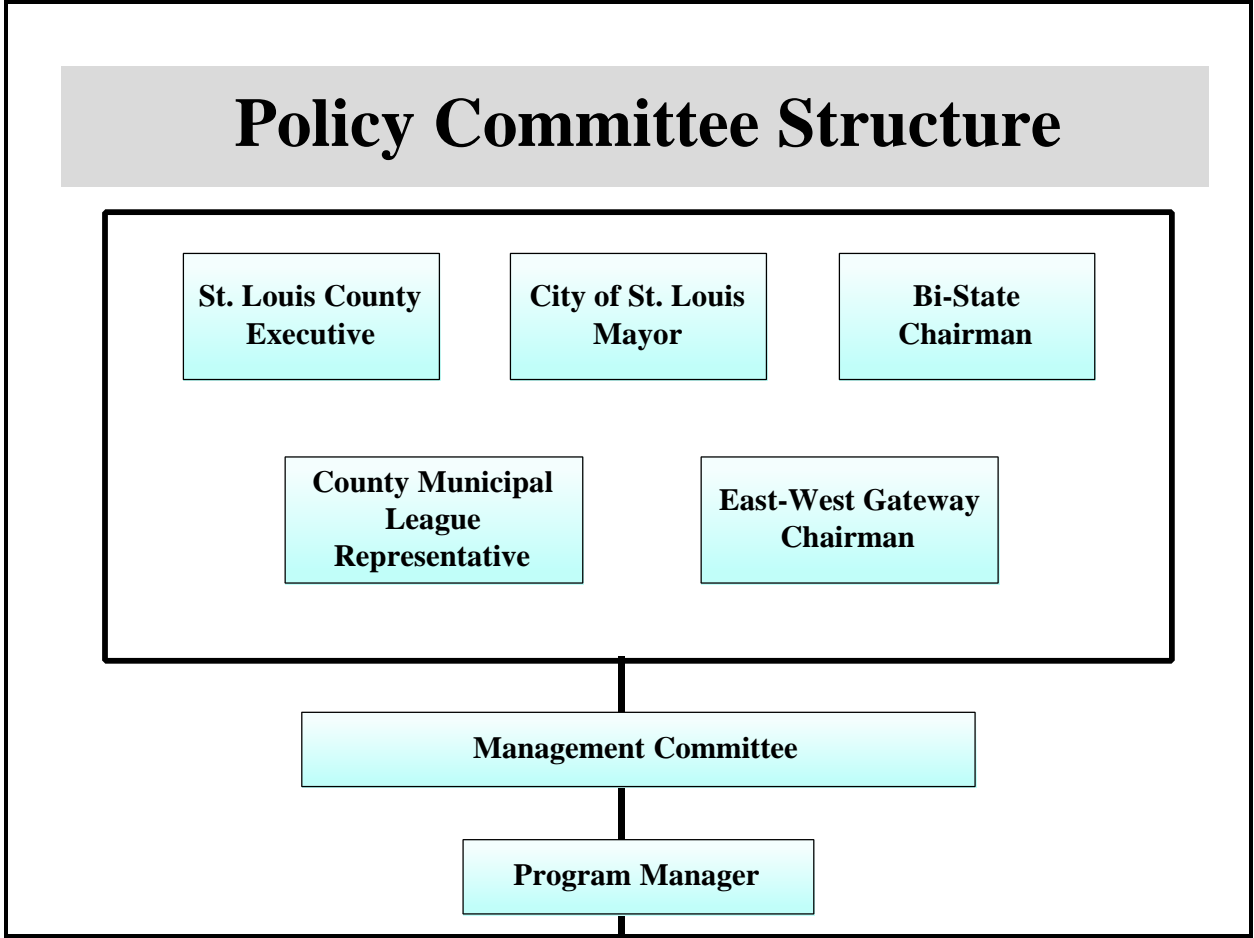 Policy Committee Structure
St. Louis County
Executive
City of St. Louis
Mayor
Bi-State
Chairman
County Municipal
League
Representative
East-West Gateway
Chairman
Management Committee
Program Manager